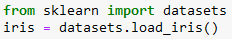 from sklearn import datasets
iris = datasets.load_iris()